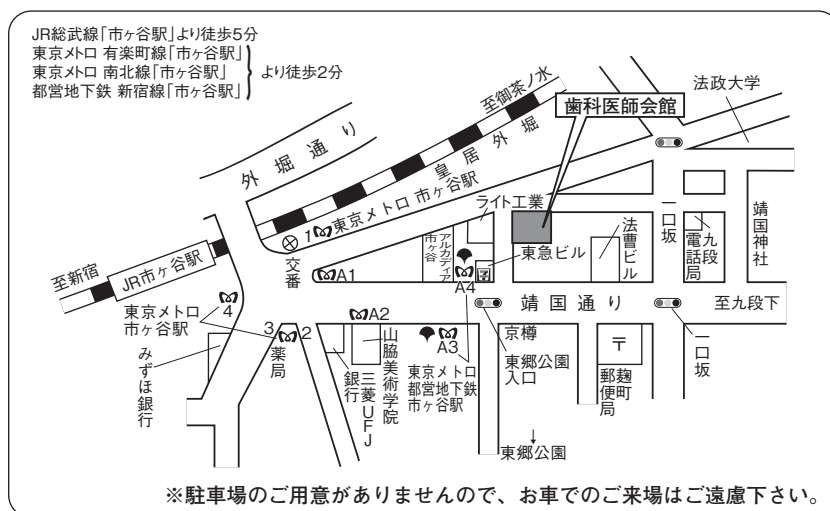 JR総武線「市ヶ谷駅」より徒歩5分
東京メトロ 有楽町線「市ヶ谷駅」
東京メトロ 南北線「市ヶ谷駅」
都営地下鉄 新宿線「市ヶ谷駅」
より徒歩2分
至御茶ノ水
歯科医師会館
法政大学
外堀通り
皇居外堀
1 東京メトロ 市ヶ谷駅
ライト工業
交番
アルカディア
市ヶ谷
東急ビル
法曹ビル
一口坂
九段
電話局
靖国神社
至新宿
JR市ヶ谷駅
A1
A4
4
東京メトロ
市ヶ谷駅
靖国通り
至九段下
A2
3
2
薬局
みずほ銀行
三菱UFJ
銀行
山脇美術学院
A3
東京メトロ
都営地下鉄
市ヶ谷駅
京樽
東郷公園
入口
〒
麹町
郵便局
一口坂
↓
東郷公園
※駐車場のご用意がありませんので、お車でのご来場はご遠慮下さい。